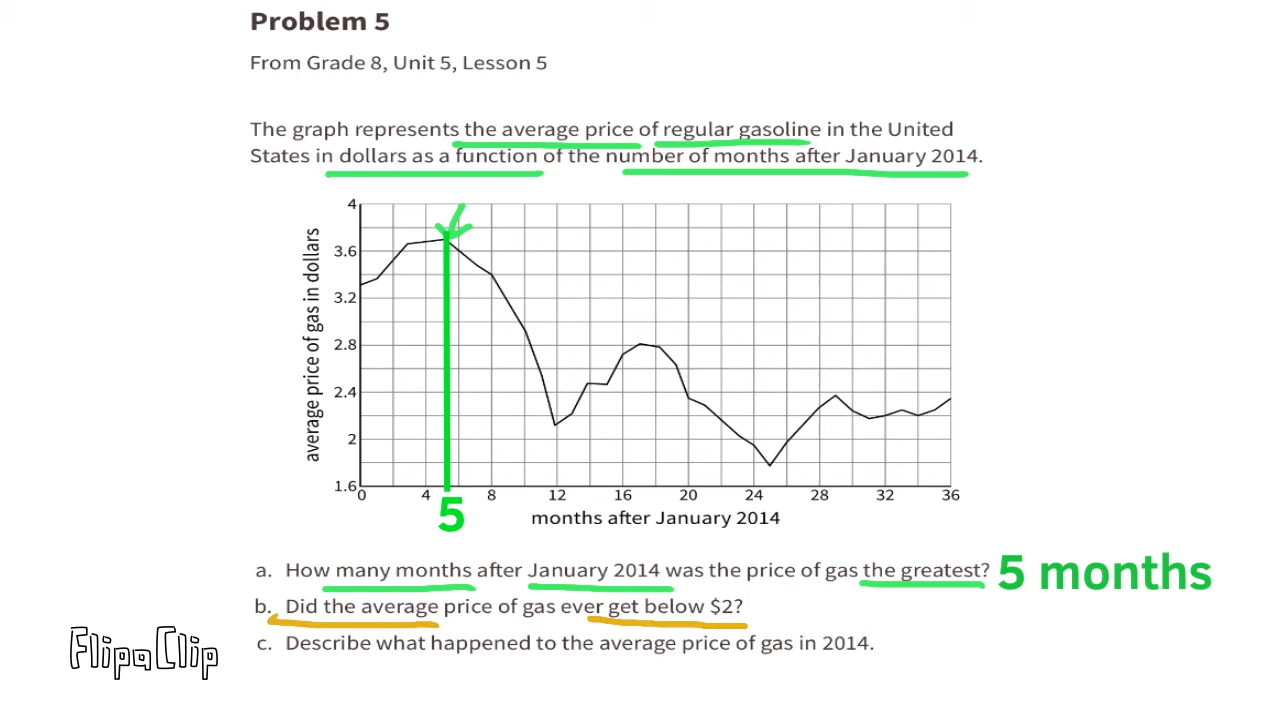 Problem 5
From Grade 8, Unit 5, Lesson 5
The graph represents the average price of regular gasoline in the United
States in dollars as a function of the number of months after January 2014.
average price of gas in dollars
4
3.6
3.2
2.8
2.4
2
1.6
0 4 8 12 16 20 24 28 32 36
5
months after January 2014
a. How many months after January 2014 was the price of gas the greatest? 5 months
b. Did the average price of gas ever get below $2?
c. Describe what happened to the average price of gas in 2014.
FlipaClip